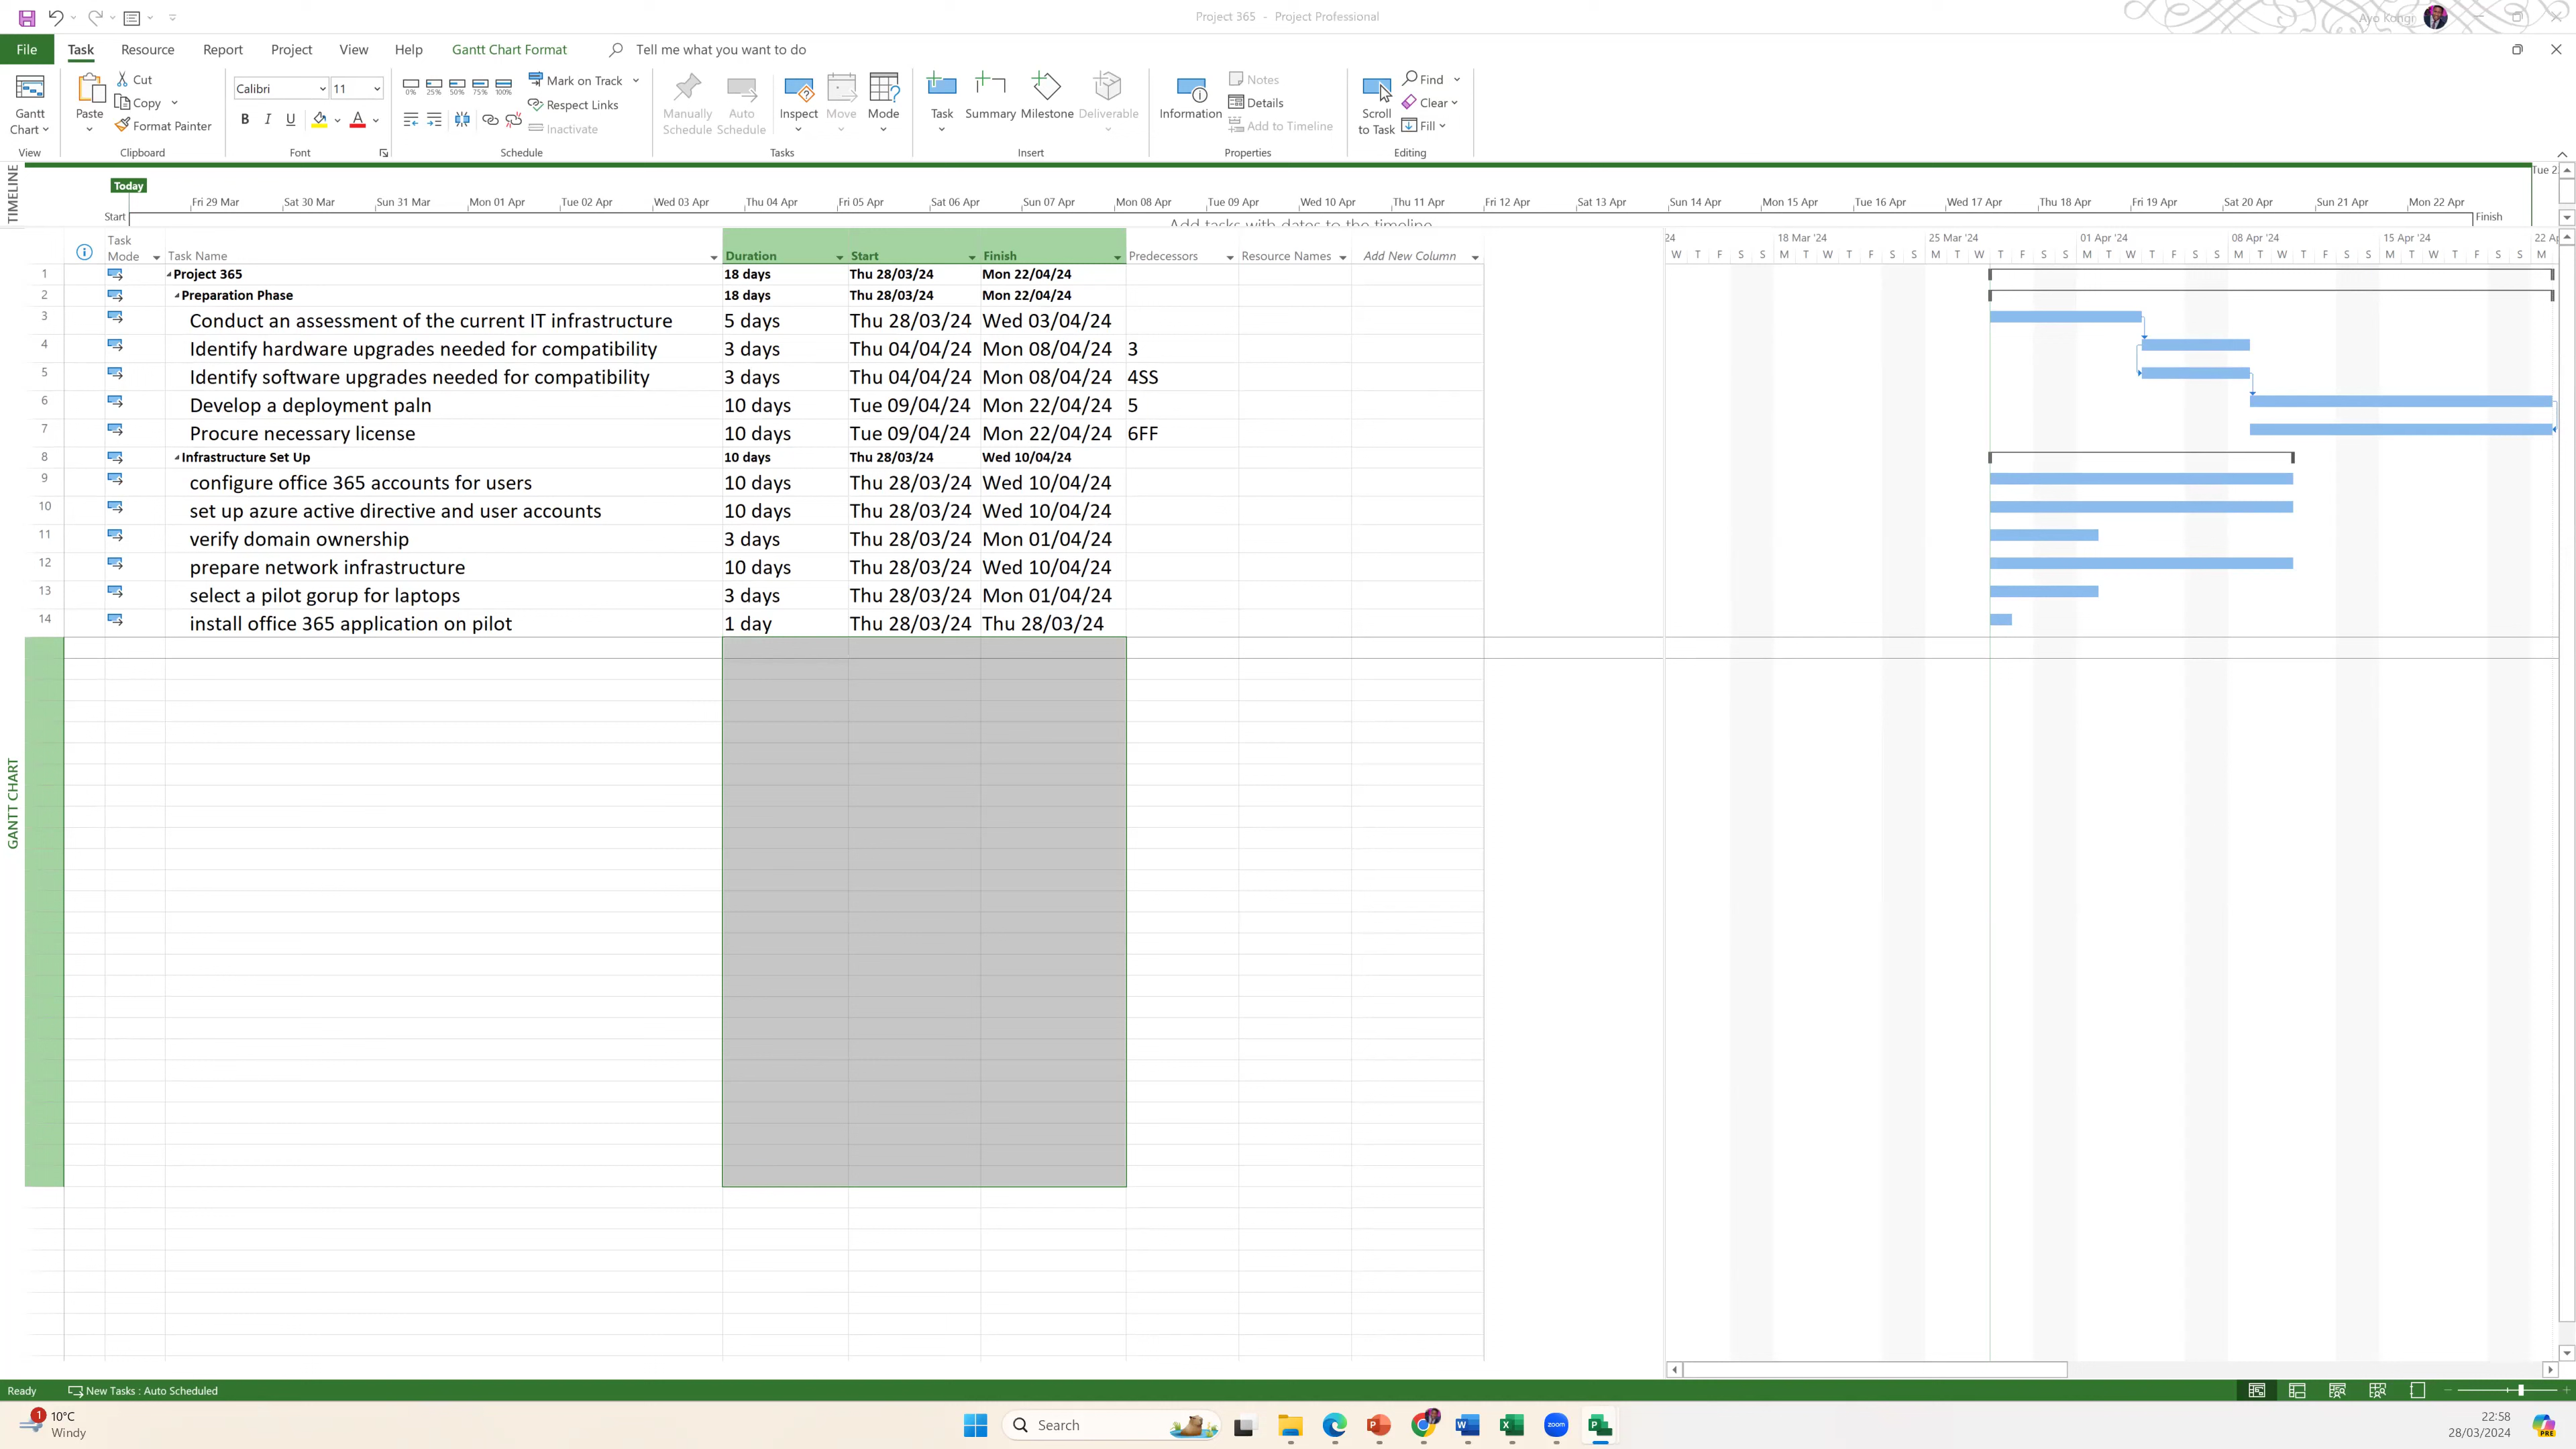 Project 365 - Project Professional
Ayo Kongi
File Task Resource Report Project View Help Gantt Chart Format Tell me what you want to do
Gantt Chart
View
Paste
Cut
Copy
Format Painter
Clipboard
Calibri 11
B I U A
Font
0% 25% 50% 75% 100%
Mark on Track
Respect Links
Inactivate
Schedule
Manually Schedule
Auto Schedule
Inspect
Move
Mode
Tasks
Task
Summary
Milestone
Deliverable
Insert
Information
Notes
Details
Add to Timeline
Properties
Scroll to Task
Find
Clear
Fill
Editing
TIMELINE
Today
Tue 2
Start
Fri 29 Mar Sat 30 Mar Sun 31 Mar Mon 01 Apr Tue 02 Apr Wed 03 Apr Thu 04 Apr Fri 05 Apr Sat 06 Apr Sun 07 Apr Mon 08 Apr Tue 09 Apr Wed 10 Apr Thu 11 Apr Fri 12 Apr Sat 13 Apr Sun 14 Apr Mon 15 Apr Tue 16 Apr Wed 17 Apr Thu 18 Apr Fri 19 Apr Sat 20 Apr Sun 21 Apr Mon 22 Apr
Finish
Add tasks with dates to the timeline
Task Mode Task Name Duration Start Finish Predecessors Resource Names Add New Column
24 18 Mar '24 25 Mar '24 01 Apr '24 08 Apr '24 15 Apr '24 22 A
W T F S S M T W T F S S M T W T F S S M T W T F S S M T W T F S S M T W T F S S M
1 Project 365 18 days Thu 28/03/24 Mon 22/04/24
2 Preparation Phase 18 days Thu 28/03/24 Mon 22/04/24
3 Conduct an assessment of the current IT infrastructure 5 days Thu 28/03/24 Wed 03/04/24
4 Identify hardware upgrades needed for compatibility 3 days Thu 04/04/24 Mon 08/04/24 3
5 Identify software upgrades needed for compatibility 3 days Thu 04/04/24 Mon 08/04/24 4SS
6 Develop a deployment paln 10 days Tue 09/04/24 Mon 22/04/24 5
7 Procure necessary license 10 days Tue 09/04/24 Mon 22/04/24 6FF
8 Infrastructure Set Up 10 days Thu 28/03/24 Wed 10/04/24
9 configure office 365 accounts for users 10 days Thu 28/03/24 Wed 10/04/24
10 set up azure active directive and user accounts 10 days Thu 28/03/24 Wed 10/04/24
11 verify domain ownership 3 days Thu 28/03/24 Mon 01/04/24
12 prepare network infrastructure 10 days Thu 28/03/24 Wed 10/04/24
13 select a pilot gorup for laptops 3 days Thu 28/03/24 Mon 01/04/24
14 install office 365 application on pilot 1 day Thu 28/03/24 Thu 28/03/24
GANTT CHART
Ready New Tasks : Auto Scheduled
1
10°C
Windy
Search
zoom
22:58
28/03/2024
PRE